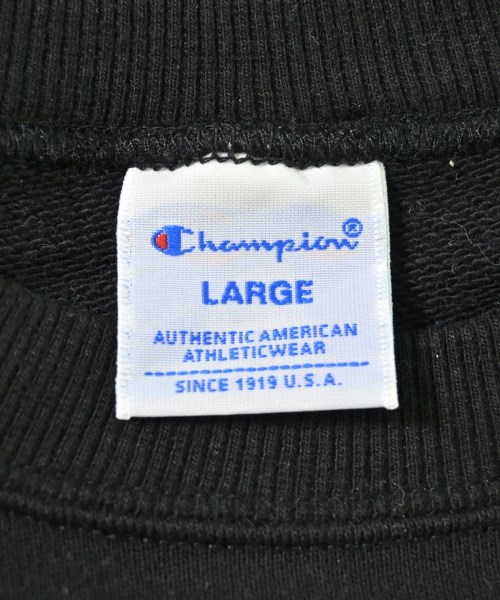 Champion®
LARGE
AUTHENTIC AMERICAN
ATHLETICWEAR
SINCE 1919 U.S.A.